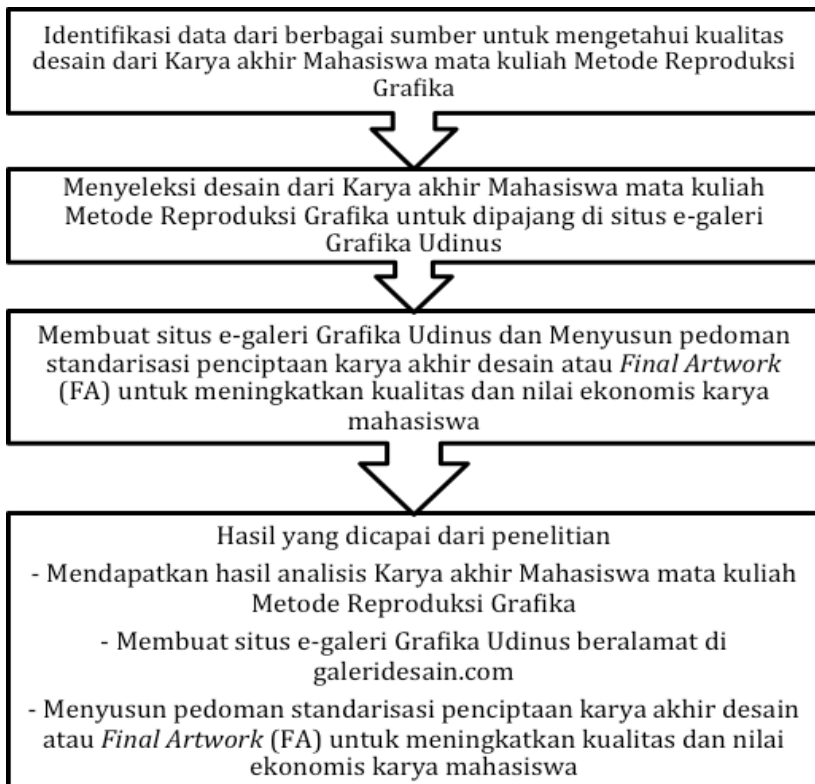 Identifikasi data dari berbagai sumber untuk mengetahui kualitas
desain dari Karya akhir Mahasiswa mata kuliah Metode Reproduksi
Grafika
Menyeleksi desain dari Karya akhir Mahasiswa mata kuliah
Metode Reproduksi Grafika untuk dipajang di situs e-galeri
Grafika Udinus
Membuat situs e-galeri Grafika Udinus dan Menyusun pedoman
standarisasi penciptaan karya akhir desain atau Final Artwork
(FA) untuk meningkatkan kualitas dan nilai ekonomis karya
mahasiswa
Hasil yang dicapai dari penelitian
- Mendapatkan hasil analisis Karya akhir Mahasiswa mata kuliah
Metode Reproduksi Grafika
- Membuat situs e-galeri Grafika Udinus beralamat di
galeridesain.com
- Menyusun pedoman standarisasi penciptaan karya akhir desain
atau Final Artwork (FA) untuk meningkatkan kualitas dan nilai
ekonomis karya mahasiswa